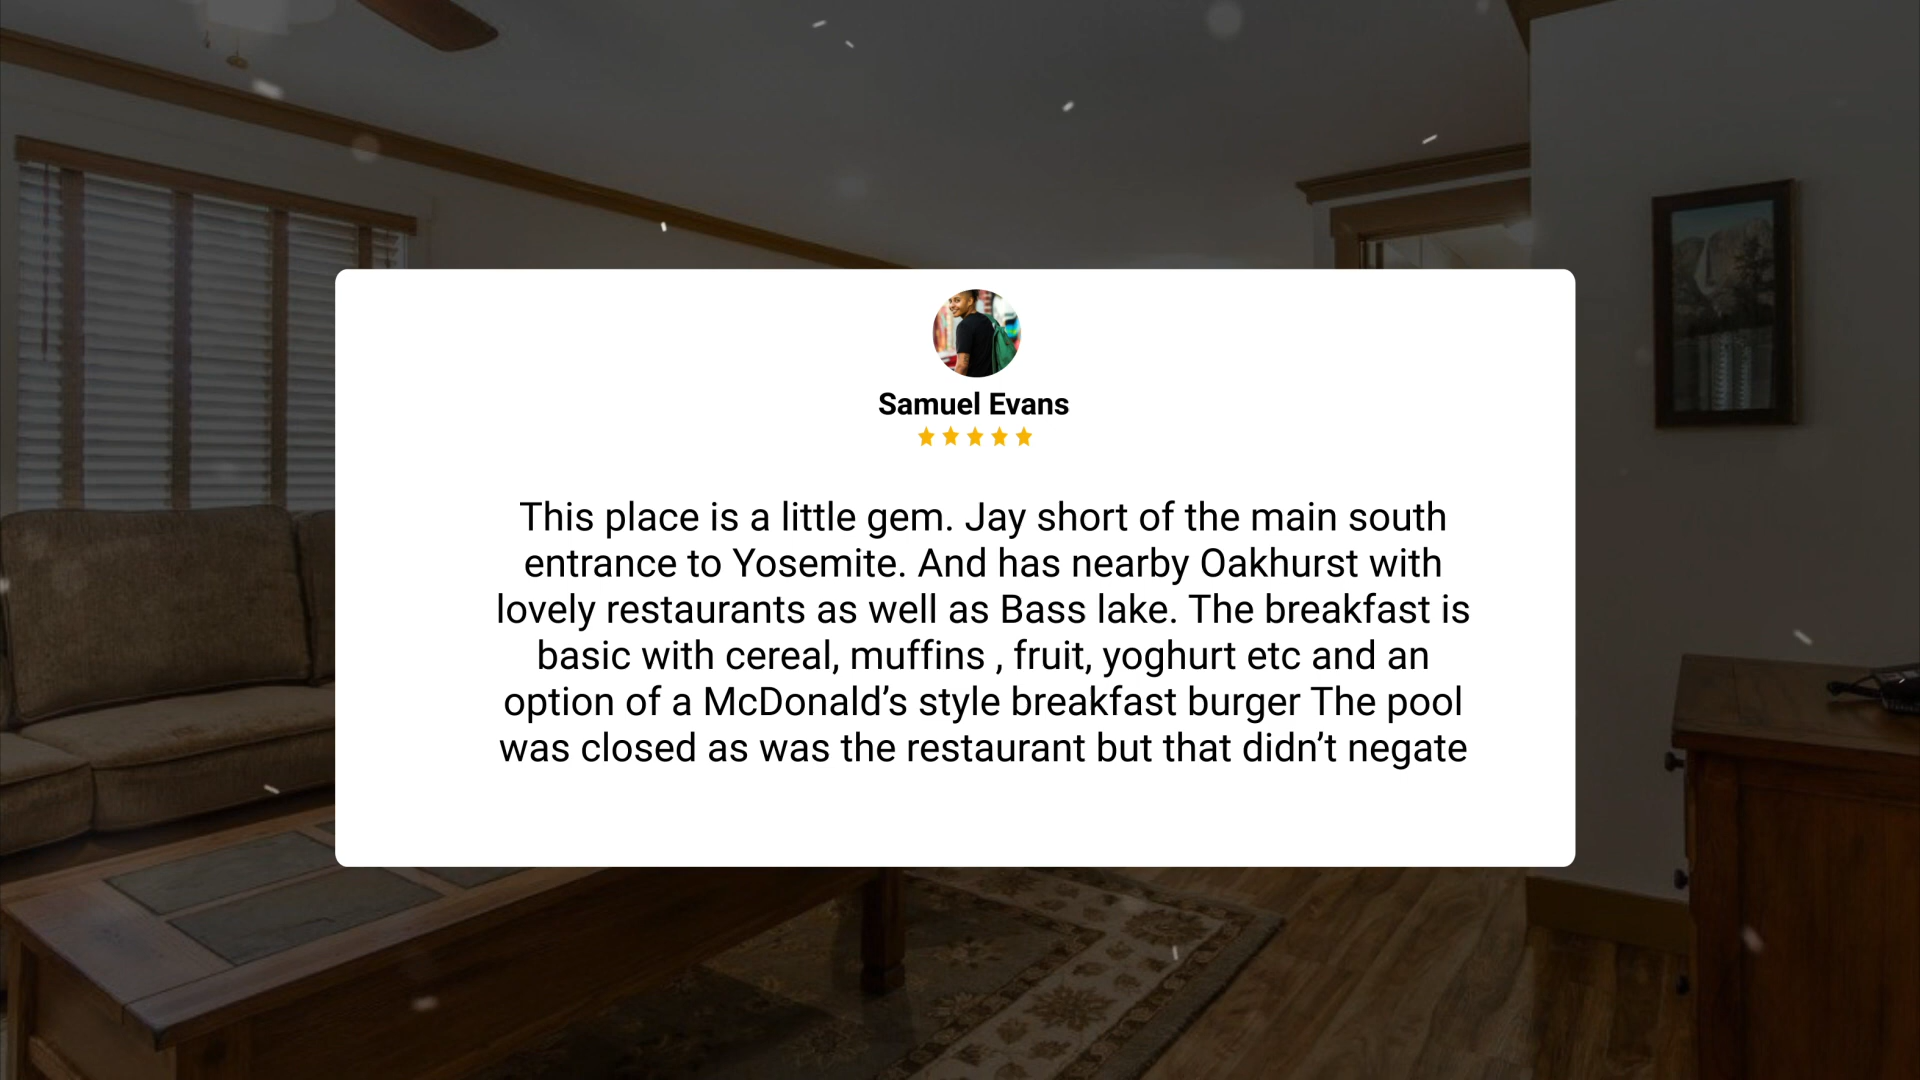 Samuel Evans
This place is a little gem. Jay short of the main south
entrance to Yosemite. And has nearby Oakhurst with
lovely restaurants as well as Bass lake. The breakfast is
basic with cereal, muffins , fruit, yoghurt etc and an
option of a McDonald’s style breakfast burger The pool
was closed as was the restaurant but that didn’t negate